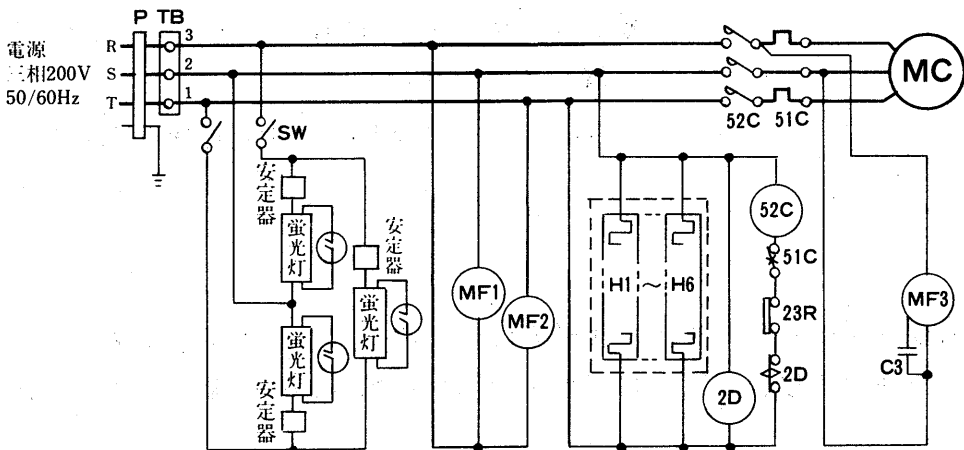 P TB
電源
三相200V
50/60Hz
R
S
T
3
2
1
SW
安定器
蛍光灯
蛍光灯
安定器
安定器
蛍光灯
MF1
MF2
H1 ～ H6
2D
52C
51C
23R
2D
52C 51C
MC
MF3
C3